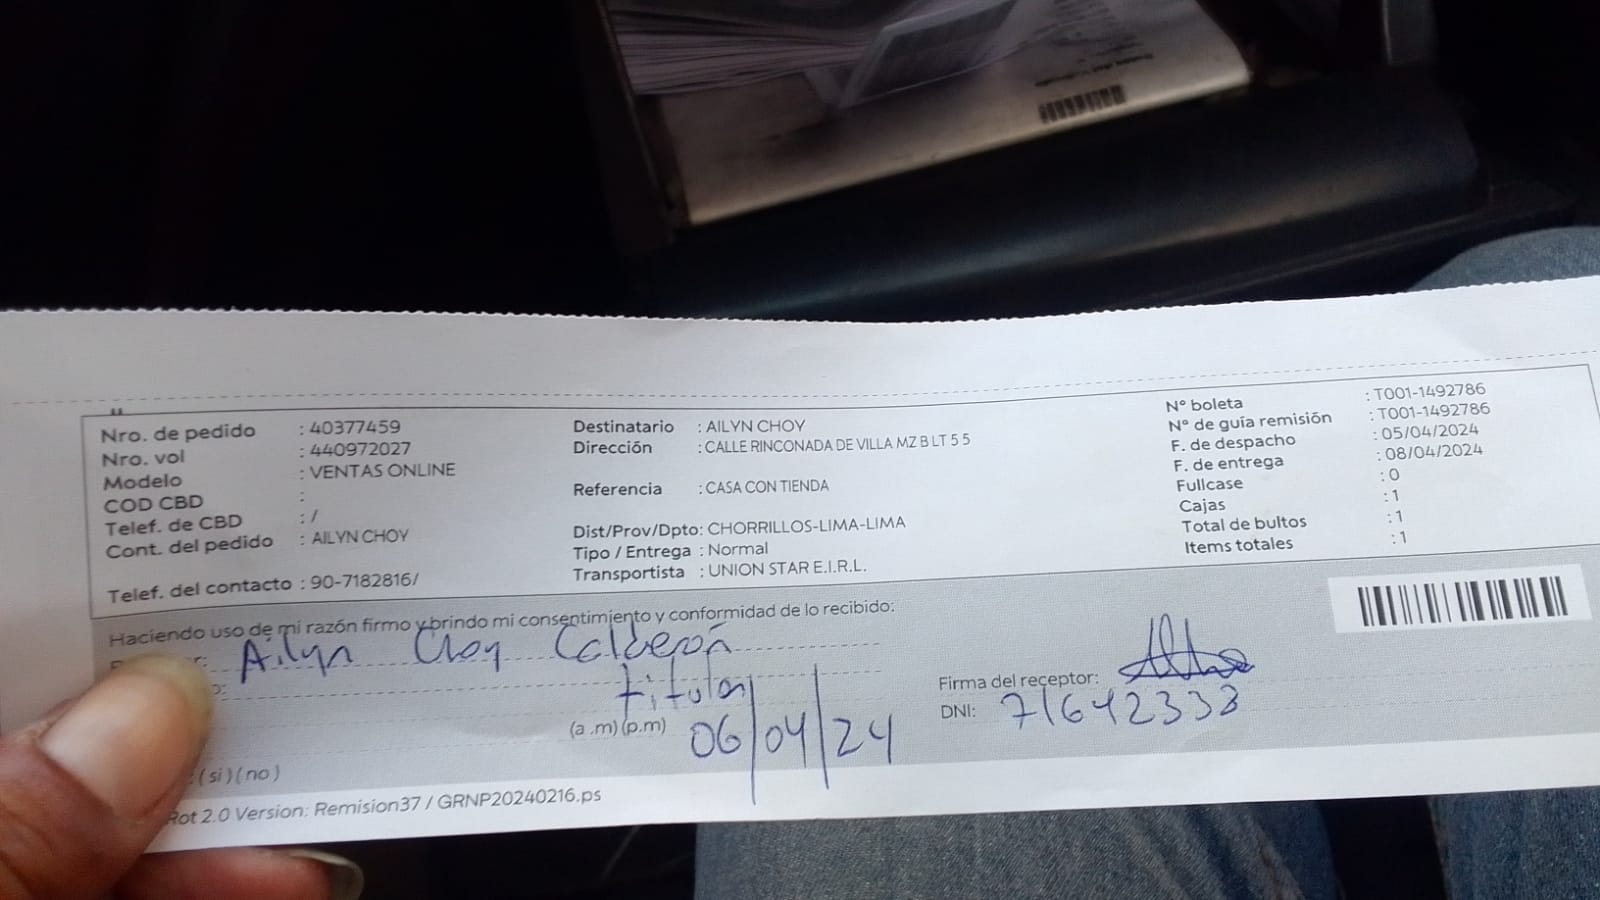 Nro. de pedido : 40377459
Nro. vol : 440972027
Modelo : VENTAS ONLINE
COD CBD :
Telef. de CBD : /
Cont. del pedido : AILYN CHOY
Telef. del contacto : 90-7182816/
Destinatario : AILYN CHOY
Dirección : CALLE RINCONADA DE VILLA MZ B LT 5 5
Referencia : CASA CON TIENDA
Dist/Prov/Dpto: CHORRILLOS-LIMA-LIMA
Tipo / Entrega : Normal
Transportista : UNION STAR E.I.R.L.
Nº boleta : T001-1492786
Nº de guía remisión : T001-1492786
F. de despacho : 05/04/2024
F. de entrega : 08/04/2024
Fullcase : 0
Cajas : 1
Total de bultos : 1
Items totales : 1
Haciendo uso de mi razón firmo y brindo mi consentimiento y conformidad de lo recibido:
Ailyn Choy Calderón
titular
(a .m) (p.m) 06/04/24
Firma del receptor:
DNI: 71642338
: ( si ) ( no )
Rot 2.0 Version: Remision37 / GRNP20240216.ps